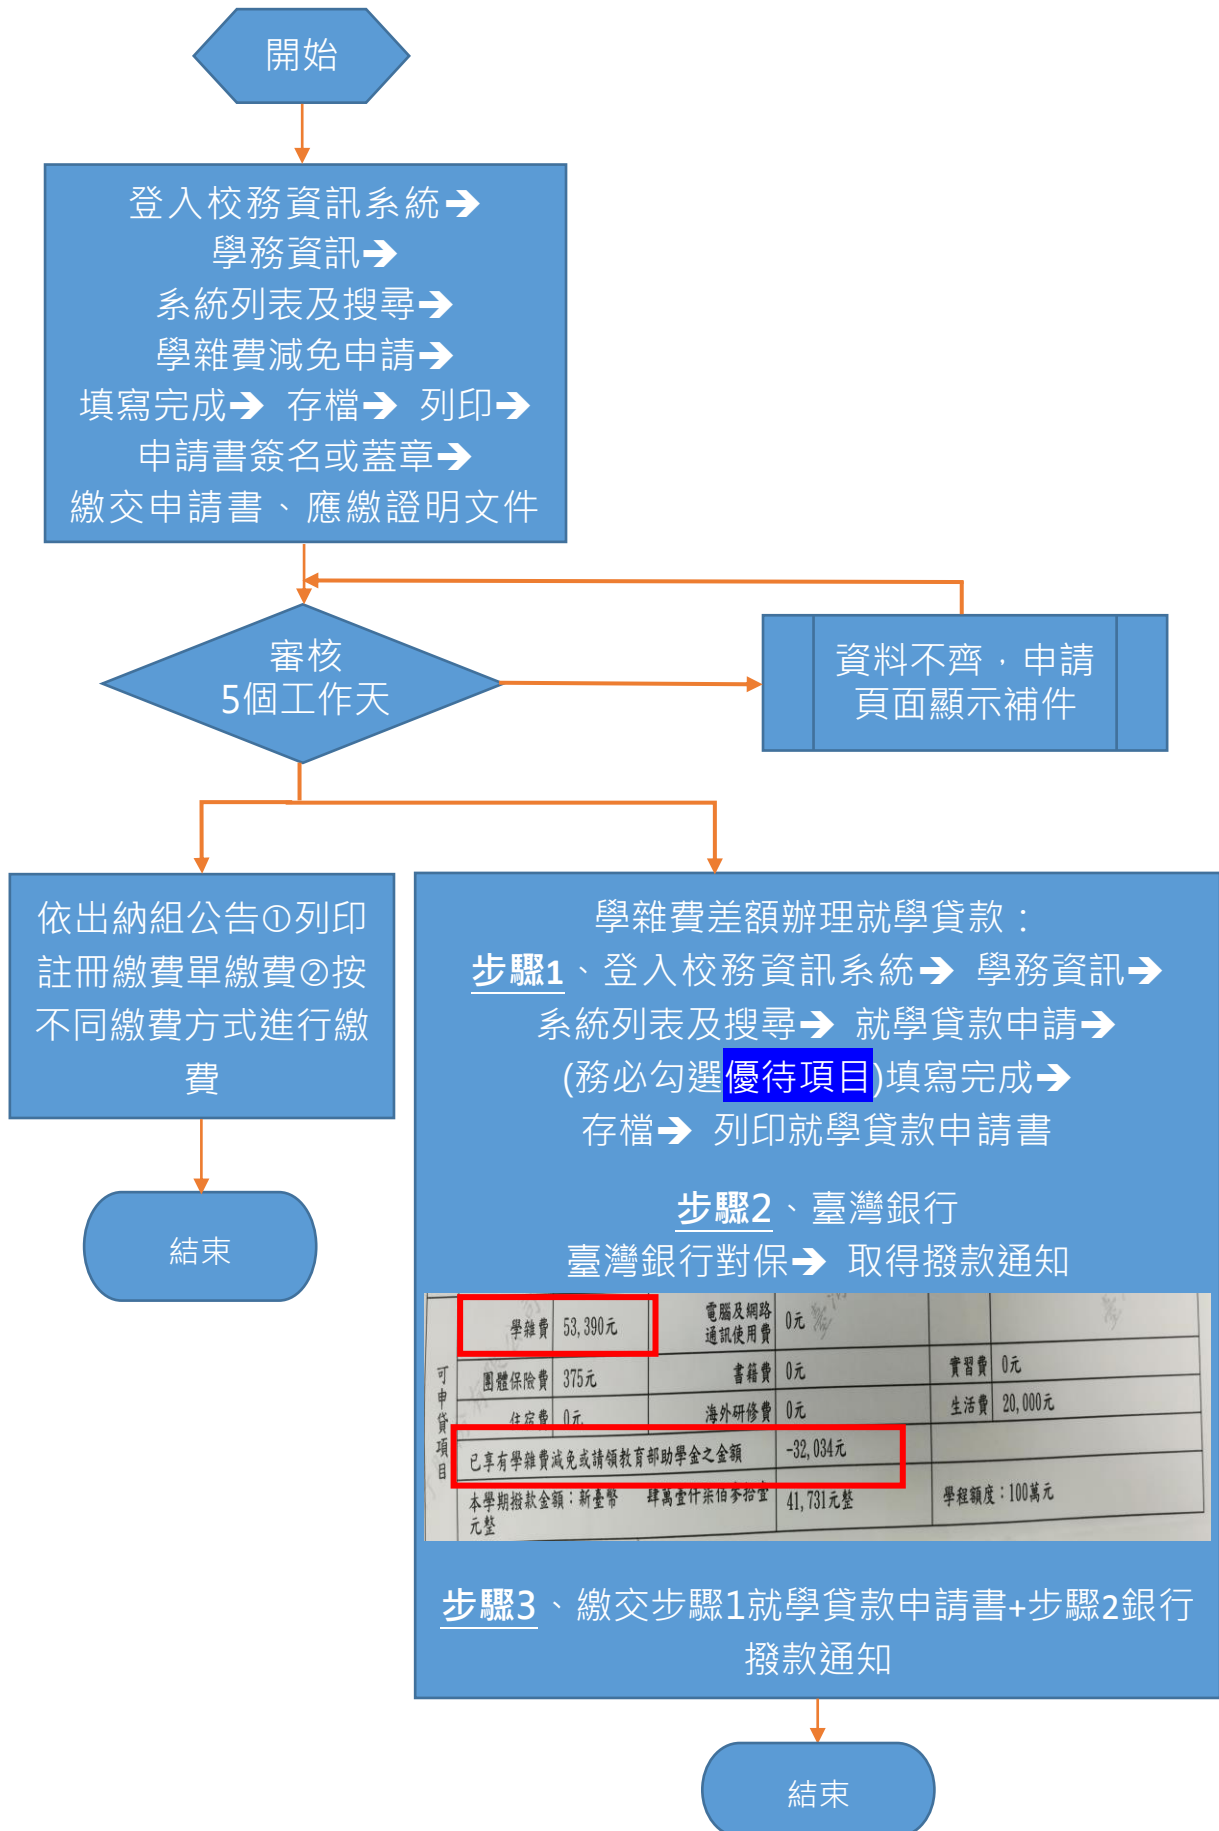 開始
登入校務資訊系統➔
學務資訊➔
系統列表及搜尋➔
學雜費減免申請➔
填寫完成➔ 存檔➔ 列印➔
申請書簽名或蓋章➔
繳交申請書、應繳證明文件
審核
5個工作天
資料不齊，申請
頁面顯示補件
依出納組公告①列印
註冊繳費單繳費②按
不同繳費方式進行繳
費
結束
學雜費差額辦理就學貸款：
步驟1、登入校務資訊系統➔ 學務資訊➔
系統列表及搜尋➔ 就學貸款申請➔
(務必勾選優待項目)填寫完成➔
存檔➔ 列印就學貸款申請書
步驟2、臺灣銀行
臺灣銀行對保➔ 取得撥款通知
可申貸項目
學雜費 53,390元 電腦及網路通訊使用費 0元
團體保險費 375元 書籍費 0元 實習費 0元
住宿費 0元 海外研修費 0元 生活費 20,000元
已享有學雜費減免或請領教育部助學金之金額 -32,034元
本學期撥款金額：新臺幣 肆萬壹仟柒佰參拾壹 41,731元整 學程額度：100萬元
元整
步驟3、繳交步驟1就學貸款申請書+步驟2銀行
撥款通知
結束